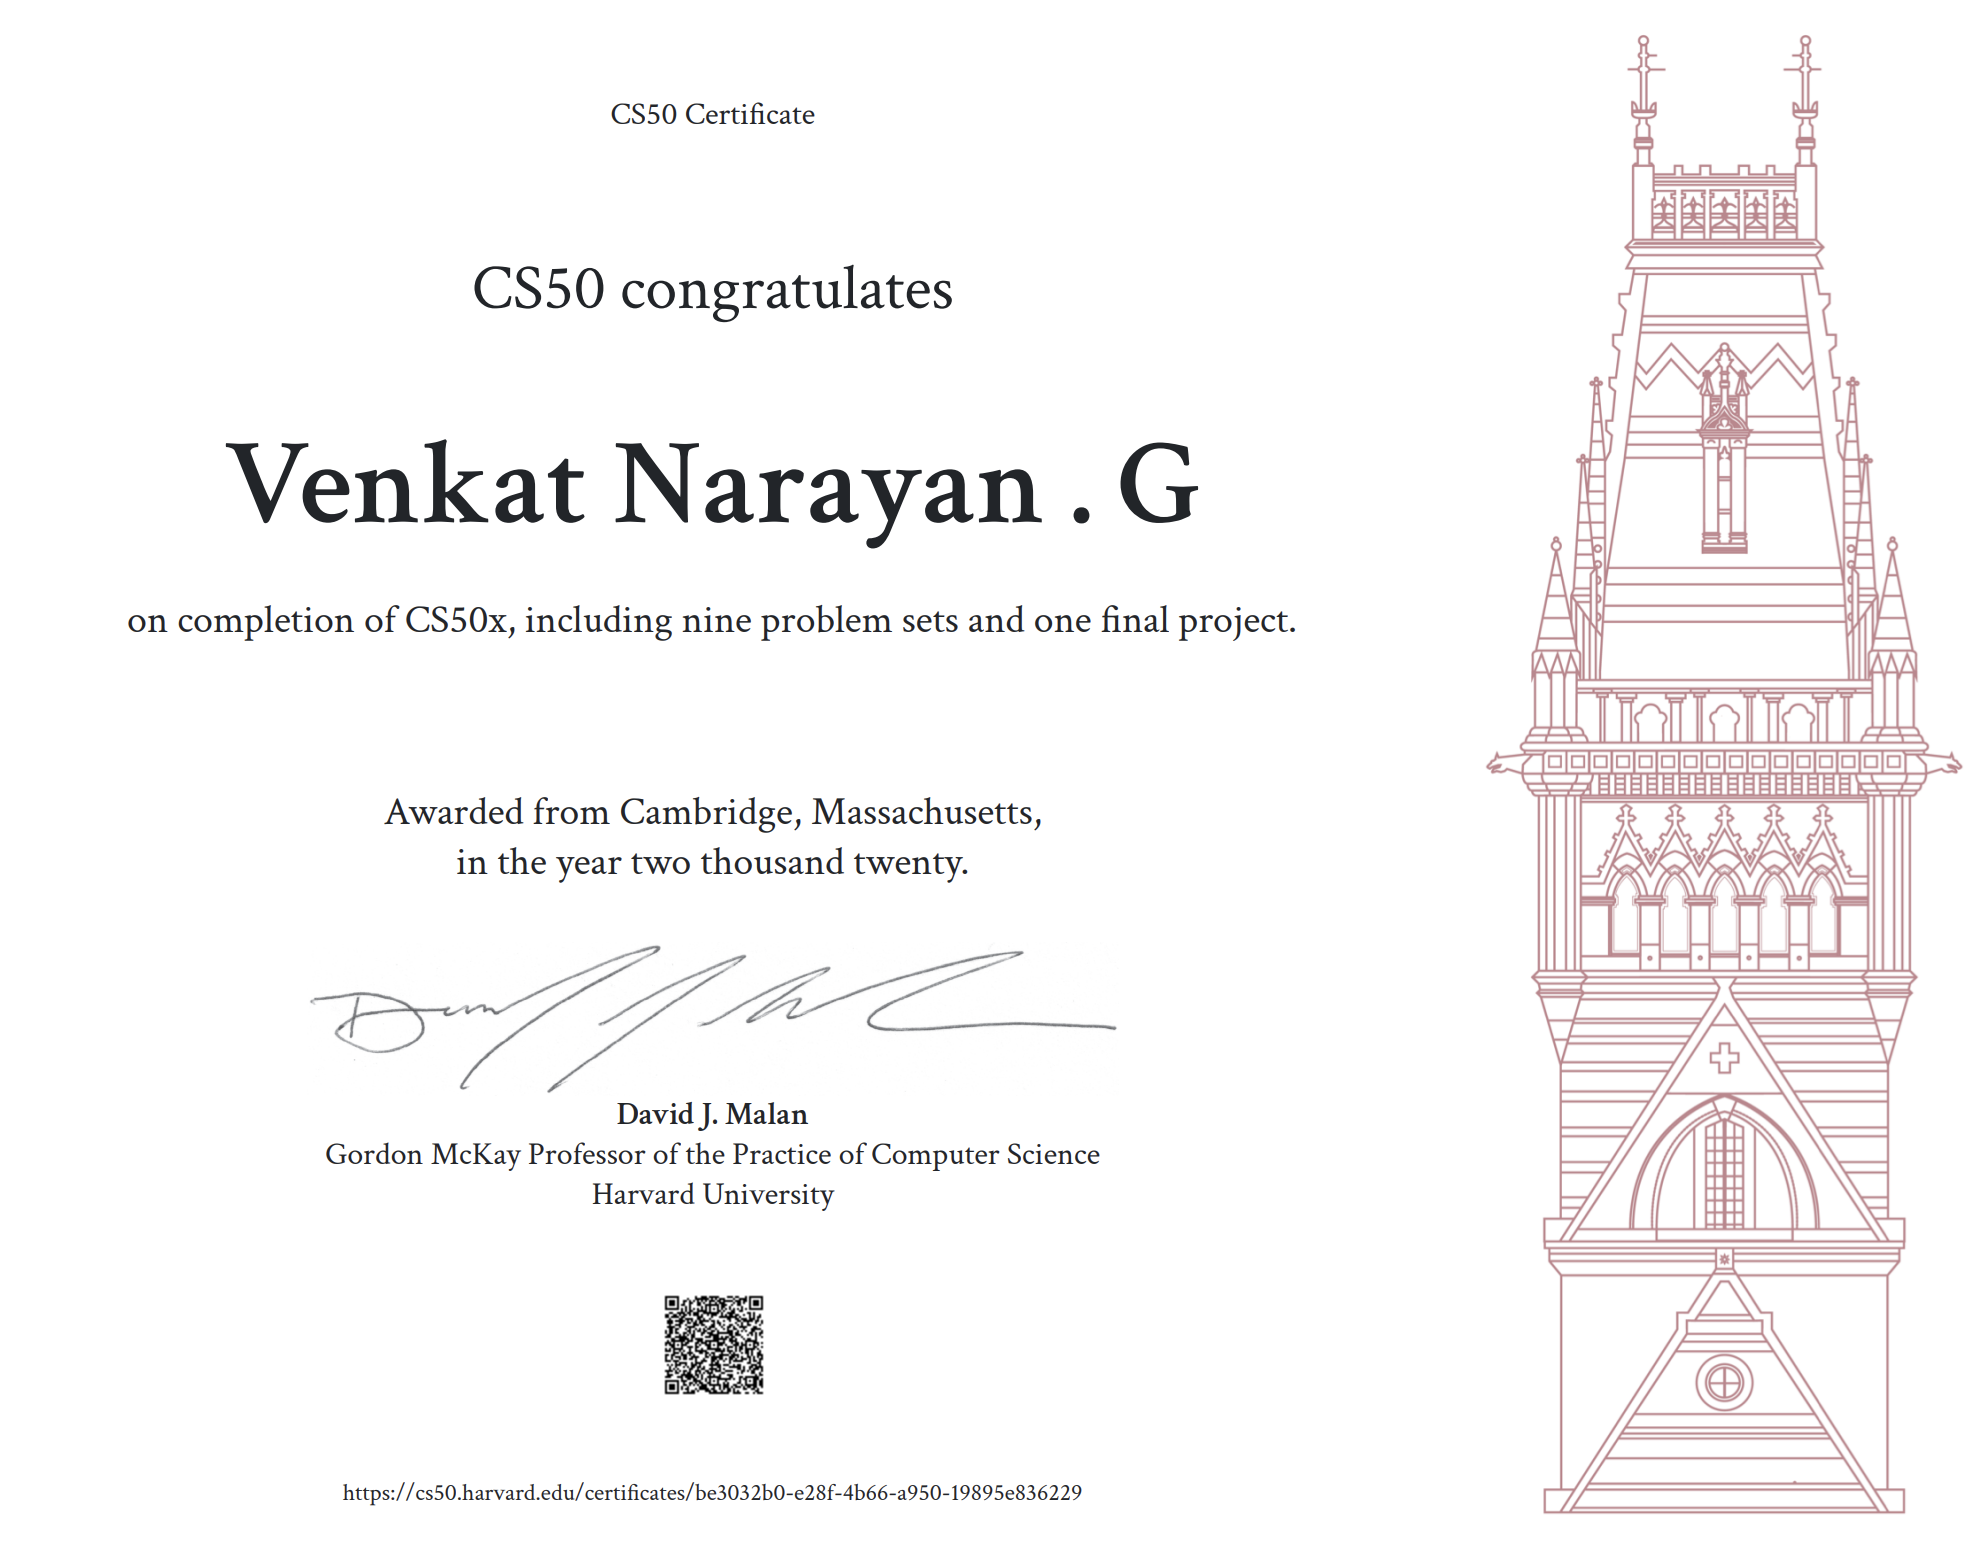 CS50 Certificate
CS50 congratulates
Venkat Narayan . G
on completion of CS50x, including nine problem sets and one final project.
Awarded from Cambridge, Massachusetts,
in the year two thousand twenty.
David J. Malan
Gordon McKay Professor of the Practice of Computer Science
Harvard University
https://cs50.harvard.edu/certificates/be3032b0-e28f-4b66-a950-19895e836229